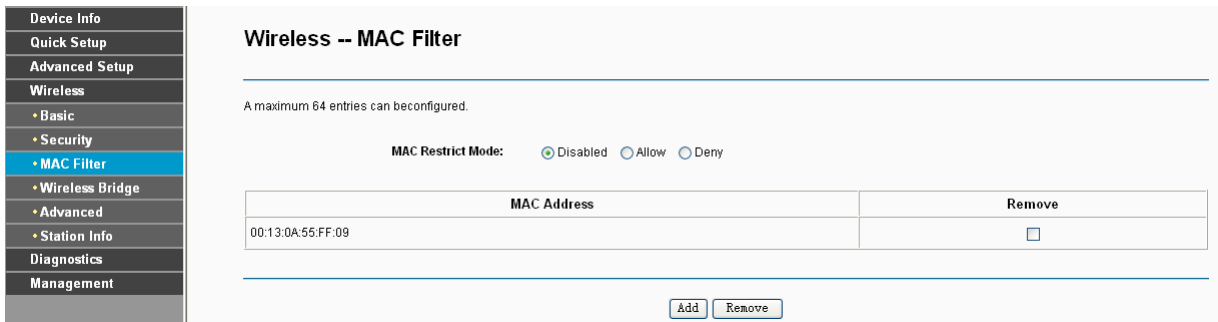 Device Info
Quick Setup
Advanced Setup
Wireless
Basic
Security
MAC Filter
Wireless Bridge
Advanced
Station Info
Diagnostics
Management
Wireless -- MAC Filter
A maximum 64 entries can beconfigured.
MAC Restrict Mode: Disabled Allow Deny
MAC Address Remove
00:13:0A:55:FF:09
Add Remove